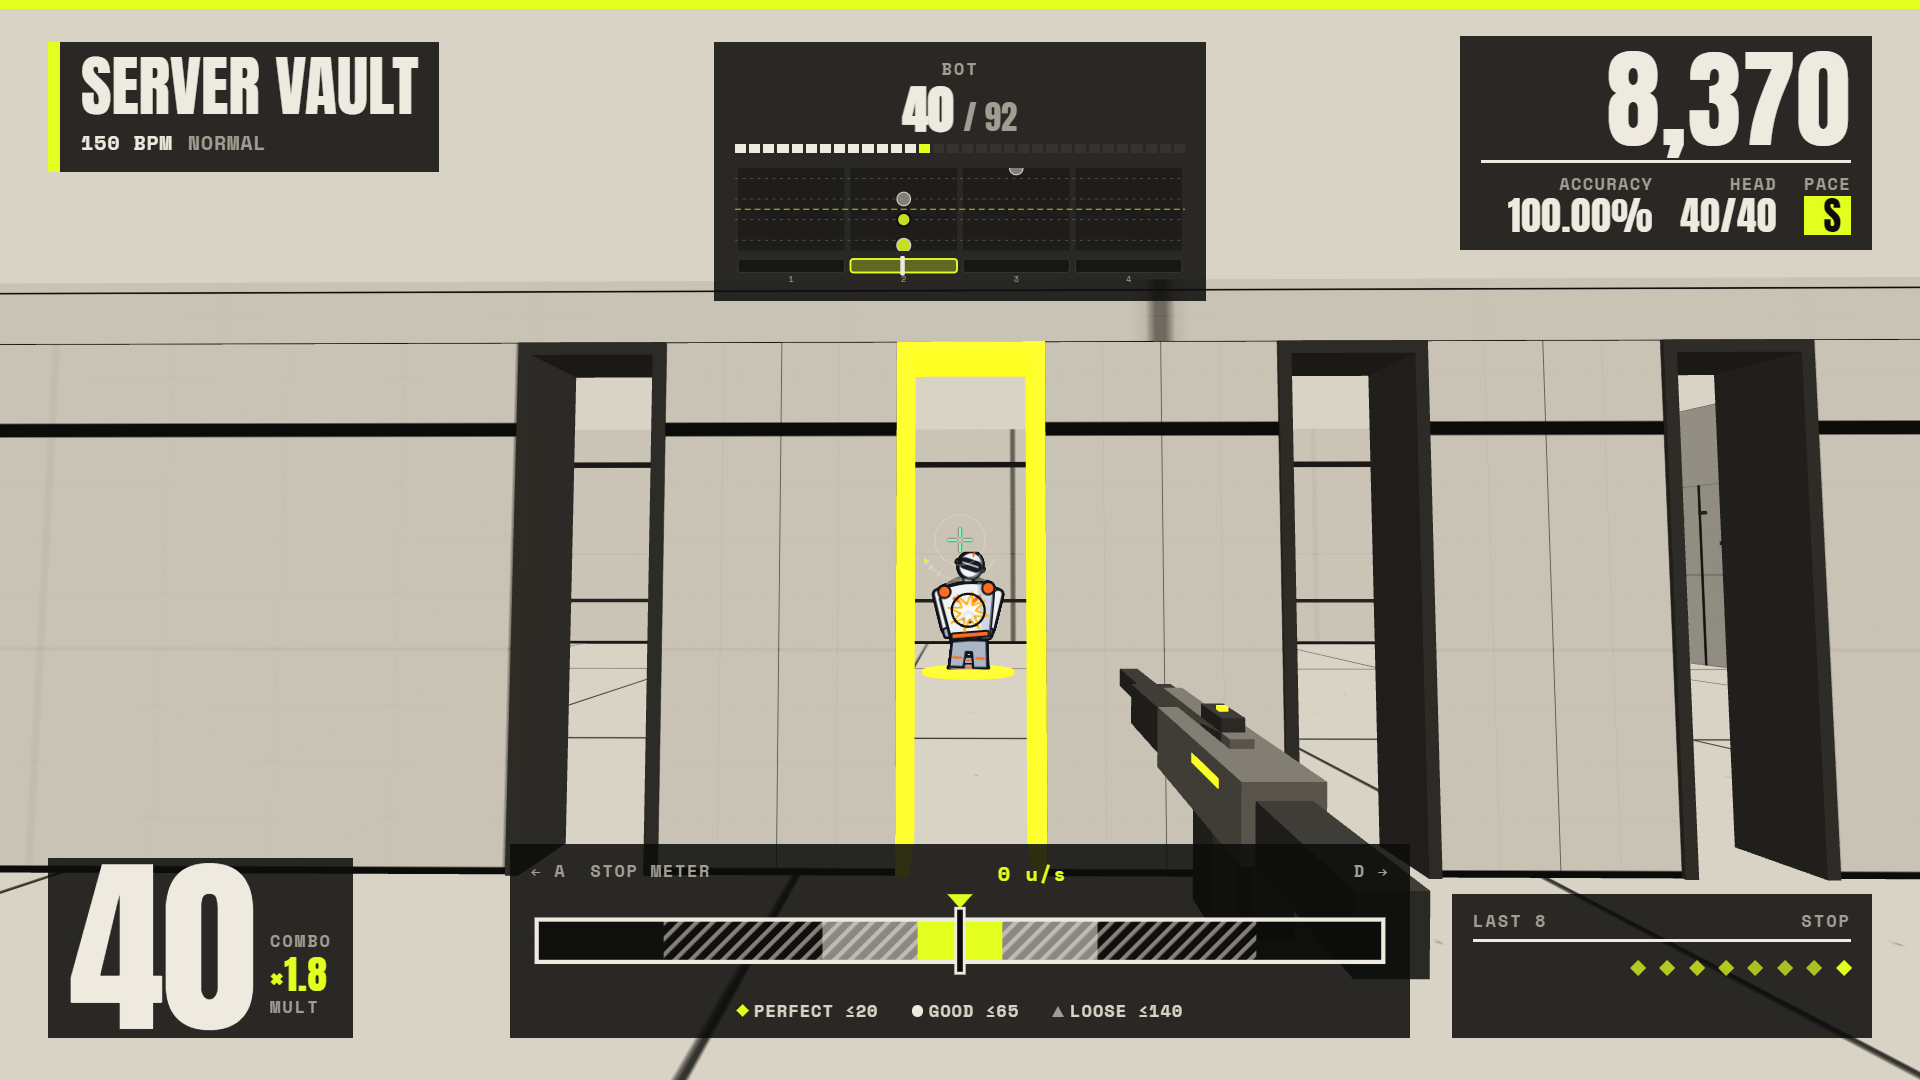 SERVER VAULT
150 BPM NORMAL
BOT
40 / 92
1 2 3 4
8,370
ACCURACY HEAD PACE
100.00% 40/40 S
40
COMBO
×1.8
MULT
← A STOP METER 0 u/s D →
PERFECT ≤20 GOOD ≤65 LOOSE ≤140
LAST 8 STOP